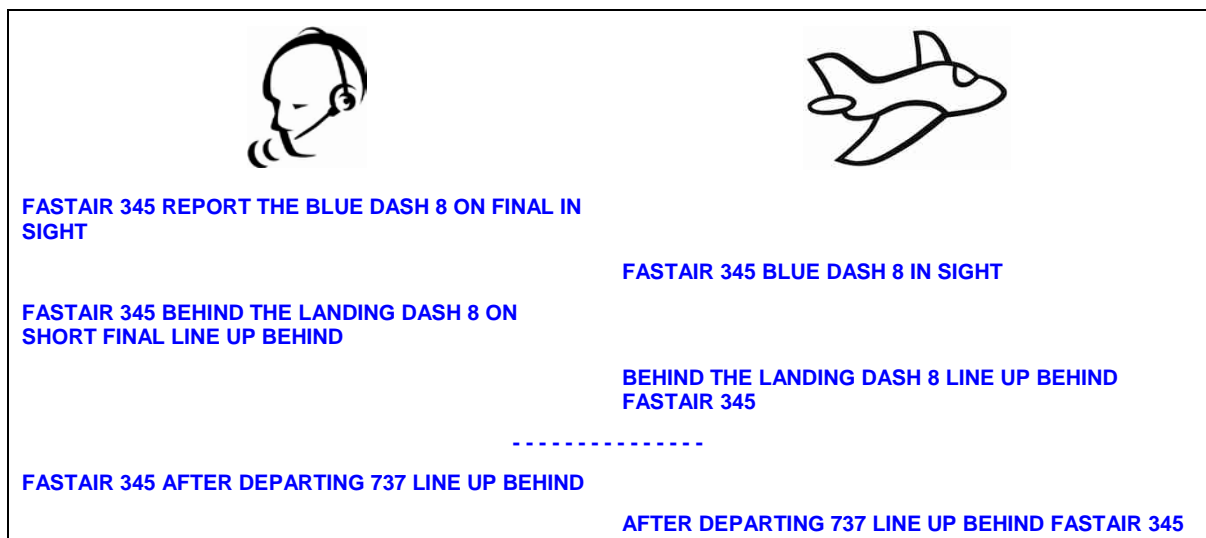 FASTAIR 345 REPORT THE BLUE DASH 8 ON FINAL IN
SIGHT
FASTAIR 345 BLUE DASH 8 IN SIGHT
FASTAIR 345 BEHIND THE LANDING DASH 8 ON
SHORT FINAL LINE UP BEHIND
BEHIND THE LANDING DASH 8 LINE UP BEHIND
FASTAIR 345
- - - - - - - - - - - - - - -
FASTAIR 345 AFTER DEPARTING 737 LINE UP BEHIND
AFTER DEPARTING 737 LINE UP BEHIND FASTAIR 345